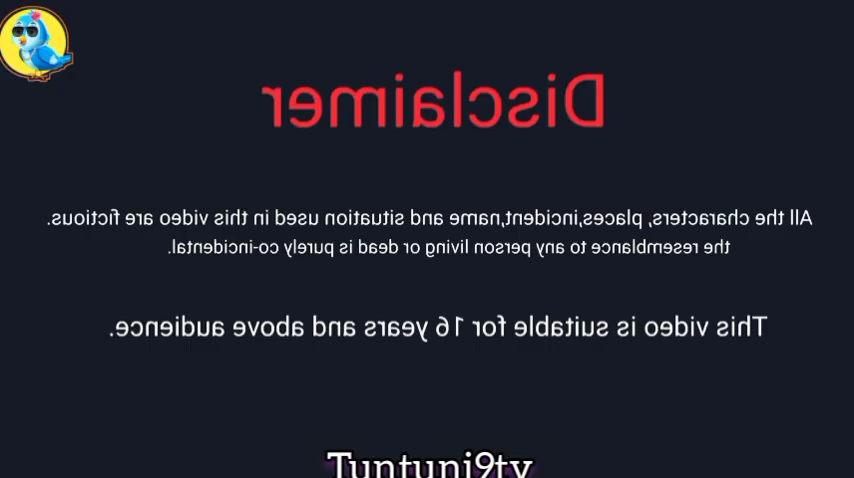 Disclaimer
All the characters, places,incident,name,tnt and situation used in this video are fictious.
the resemblance to any person living or dead is purely co-incidental.
This video is suitable for 16 years and above audience.
Tuntuni9tv